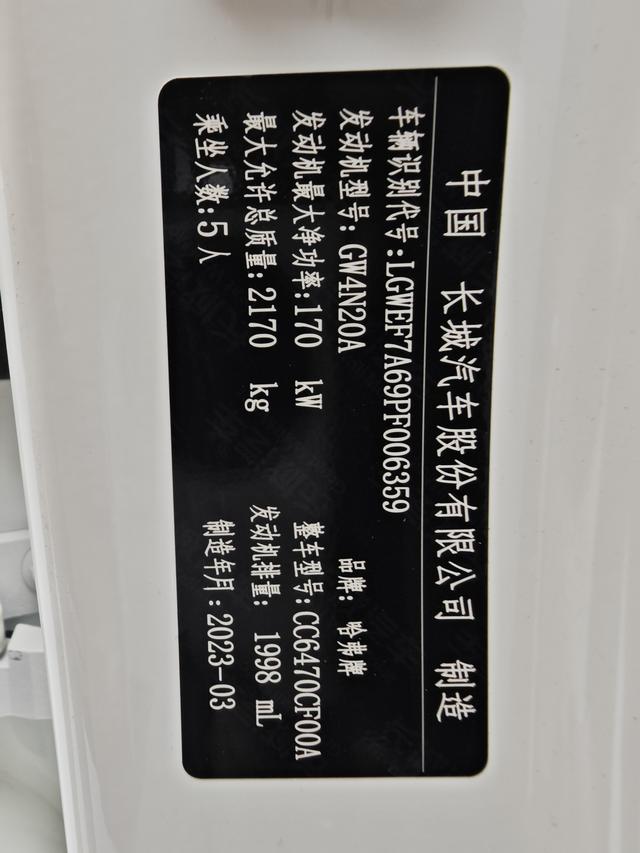 中国 长城汽车股份有限公司 制造
车辆识别代号:LGWEF7A69PF006359
发动机型号:GW4N20A 品牌:哈弗牌
发动机最大净功率:170 kW 整车型号:CC6470CF00A
最大允许总质量:2170 kg 发动机排量: 1998 mL
乘坐人数:5人 制造年月:2023-03